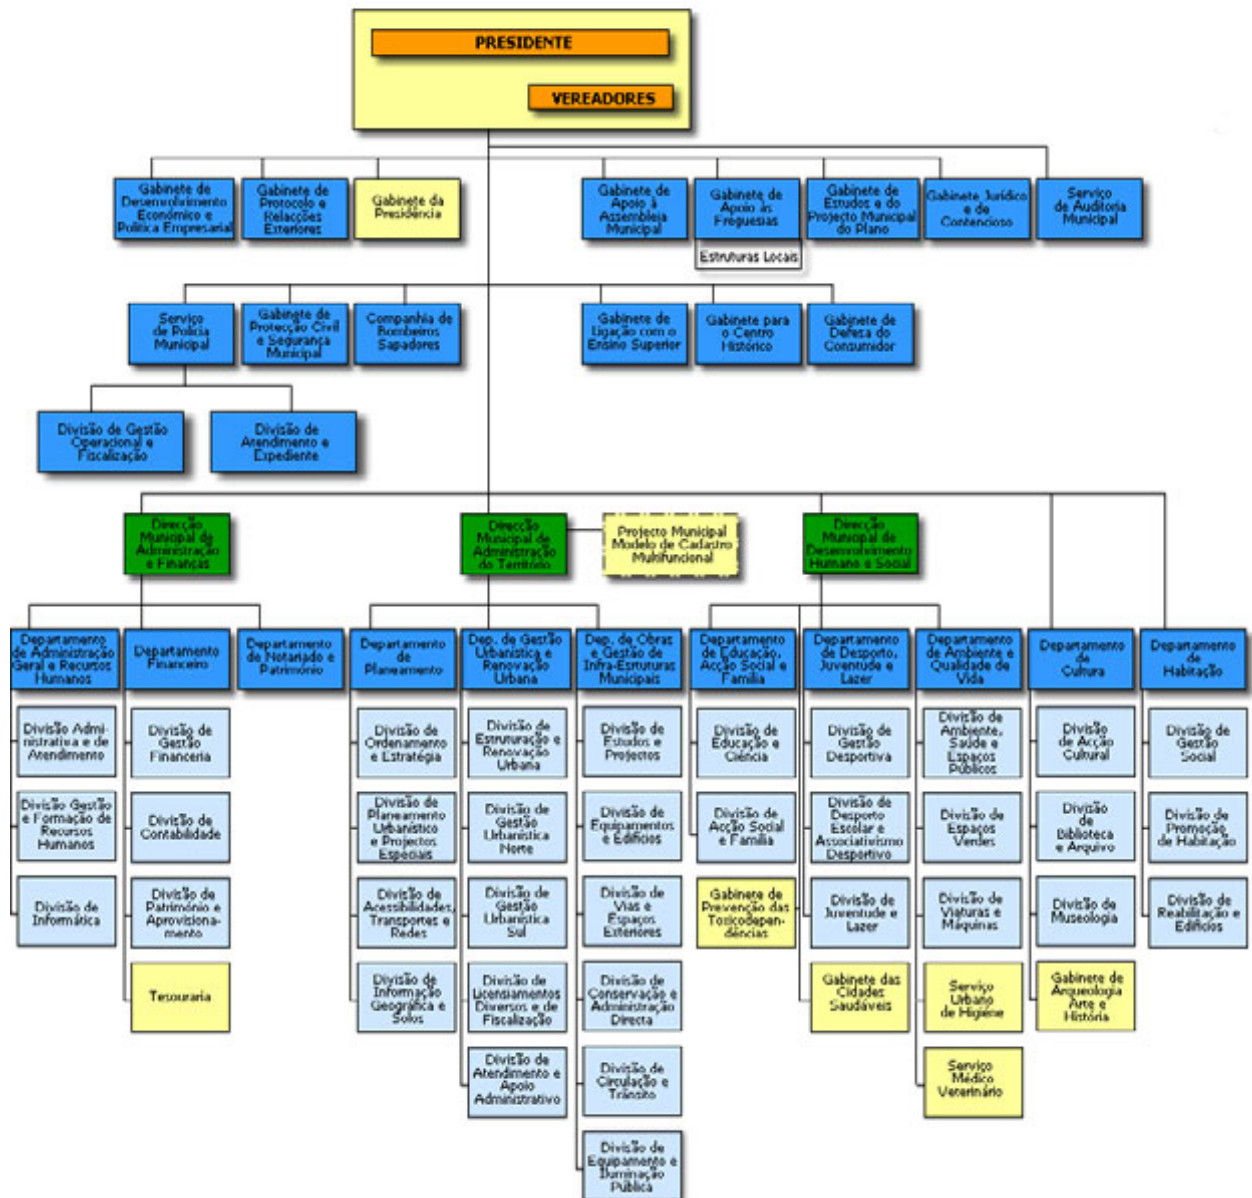 PRESIDENTE
VEREADORES
Gabinete de
Desenvolvimento
Económico e
Política Empresarial
Gabinete de
Protocolo e
Relacções
Exteriores
Gabinete da
Presidência
Gabinete de
Apoio à
Assembleia
Municipal
Gabinete de
Apoio às
Freguesias
Estruturas Locais
Gabinete de
Estudos e do
Projecto Municipal
do Plano
Gabinete Jurídico
e de
Contencioso
Serviço
de Auditoria
Municipal
Serviço
de Polícia
Municipal
Gabinete de
Protecção Civil
e Segurança
Municipal
Companhia de
Bombeiros
Sapadores
Gabinete de
Ligação com o
Ensino Superior
Gabinete para
o Centro
Histórico
Gabinete de
Defesa do
Consumidor
Divisão de Gestão
Operacional e
Fiscalização
Divisão de
Atendimento e
Expediente
Direcção
Municipal de
Administração
e Finanças
Direcção
Municipal de
Administração
do Território
Projecto Municipal
Modelo de Cadastro
Multifuncional
Direcção
Municipal de
Desenvolvimento
Humano e Social
Departamento
de Administração
Geral e Recursos
Humanos
Departamento
Financeiro
Departamento
de Notariado e
Património
Departamento
de
Planeamento
Dep. de Gestão
Urbanística e
Renovação
Urbana
Dep. de Obras
e Gestão de
Infra-Estruturas
Municipais
Departamento
de Educação,
Acção Social e
Família
Departamento
de Desporto,
Juventude e
Lazer
Departamento
de Ambiente e
Qualidade de
Vida
Departamento
de
Cultura
Departamento
de
Habitação
Divisão Admi-
nistrativa e de
Atendimento
Divisão de
Gestão
Financeria
Divisão de
Ordenamento
e Estratégia
Divisão de
Estruturação e
Renovação
Urbana
Divisão de
Estudos e
Projectos
Divisão de
Educação e
Ciência
Divisão de
Gestão
Desportiva
Divisão de
Ambiente,
Saúde e
Espaços
Públicos
Divisão
de Acção
Cultural
Divisão de
Gestão
Social
Divisão Gestão
e Formação de
Recursos
Humanos
Divisão
de Contabilidade
Divisão de
Planeamento
Urbanístico
e Projectos
Especiais
Divisão de
Gestão
Urbanística
Norte
Divisão de
Equipamentos
e Edifícios
Divisão de
Acção Social
e Família
Divisão de
Desporto
Escolar e
Associativismo
Desportivo
Divisão de
Espaços
Verdes
Divisão de
Biblioteca
e Arquivo
Divisão de
Promoção
de Habitação
Divisão de
Informática
Divisão de
Património e
Aprovisiona-
mento
Divisão de
Acessibilidades,
Transportes e
Redes
Divisão de
Gestão
Urbanística
Sul
Divisão de
Vias e
Espaços
Exteriores
Gabinete de
Prevenção das
Toxicodepen-
dências
Divisão de
Juventude e
Lazer
Divisão de
Viaturas e
Máquinas
Divisão de
Museologia
Divisão de
Reabilitação e
Edifícios
Tesouraria
Divisão de
Informação
Geográfica e
Solos
Divisão de
Licensiamentos
Diversos e de
Fiscalização
Divisão de
Conservação e
Administração
Directa
Gabinete das
Cidades
Saudáveis
Serviço
Urbano
de Higiéne
Gabinete de
Arqueologia
Arte e
História
Divisão de
Atendimento e
Apoio
Administrativo
Divisão de
Circulação e
Trânsito
Serviço
Médico
Veterinário
Divisão de
Equipamento e
Iluminação
Pública